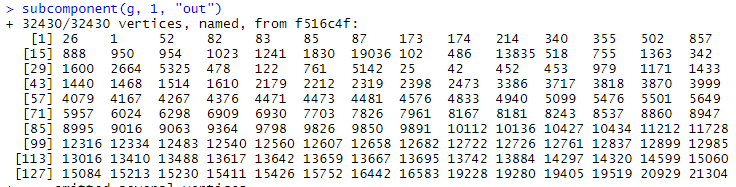 > subcomponent(g, 1, "out")
+ 32430/32430 vertices, named, from f516c4f:
[1] 26 1 52 82 83 85 87 173 174 214 340 355 502 857
[15] 888 950 954 1023 1241 1830 19036 102 486 13835 518 755 1363 342
[29] 1600 2664 5325 478 122 761 5142 25 42 452 453 979 1171 1433
[43] 1440 1468 1514 1610 2179 2212 2319 2398 2473 3386 3717 3818 3870 3999
[57] 4079 4167 4267 4376 4471 4473 4481 4576 4833 4940 5099 5476 5501 5649
[71] 5957 6024 6298 6909 6930 7703 7826 7961 8167 8181 8243 8537 8860 8947
[85] 8995 9016 9063 9364 9798 9826 9850 9891 10112 10136 10427 10434 11212 11728
[99] 12316 12334 12483 12540 12560 12607 12658 12682 12722 12726 12761 12837 12899 12985
[113] 13016 13410 13488 13617 13642 13659 13667 13695 13742 13884 14297 14320 14599 15060
[127] 15084 15213 15230 15411 15426 15752 16442 16583 19228 19280 19405 19519 20929 21304